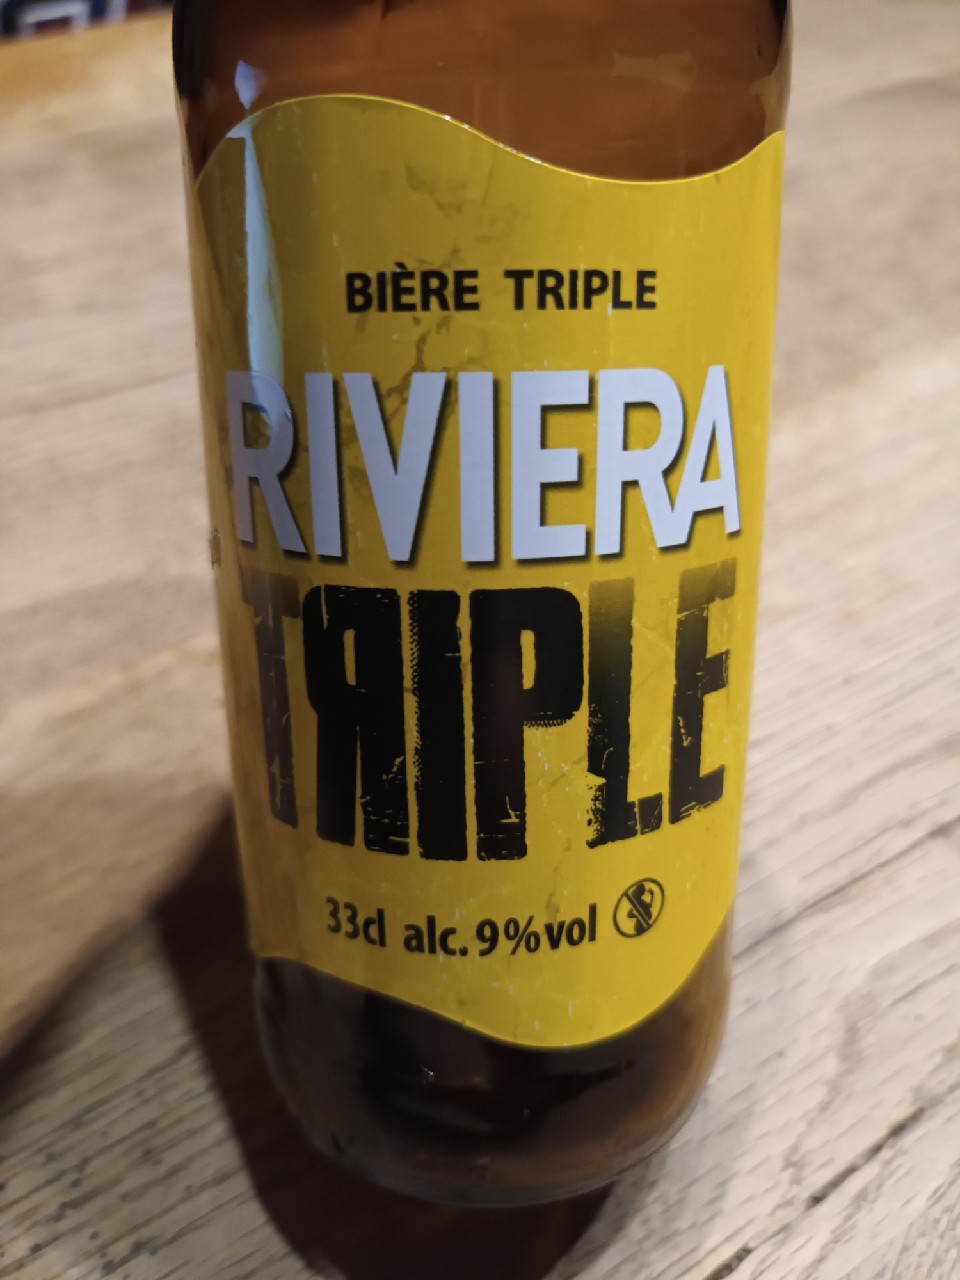 BIÈRE TRIPLE
RIVIERA
TRIPLE
33cl alc. 9%vol